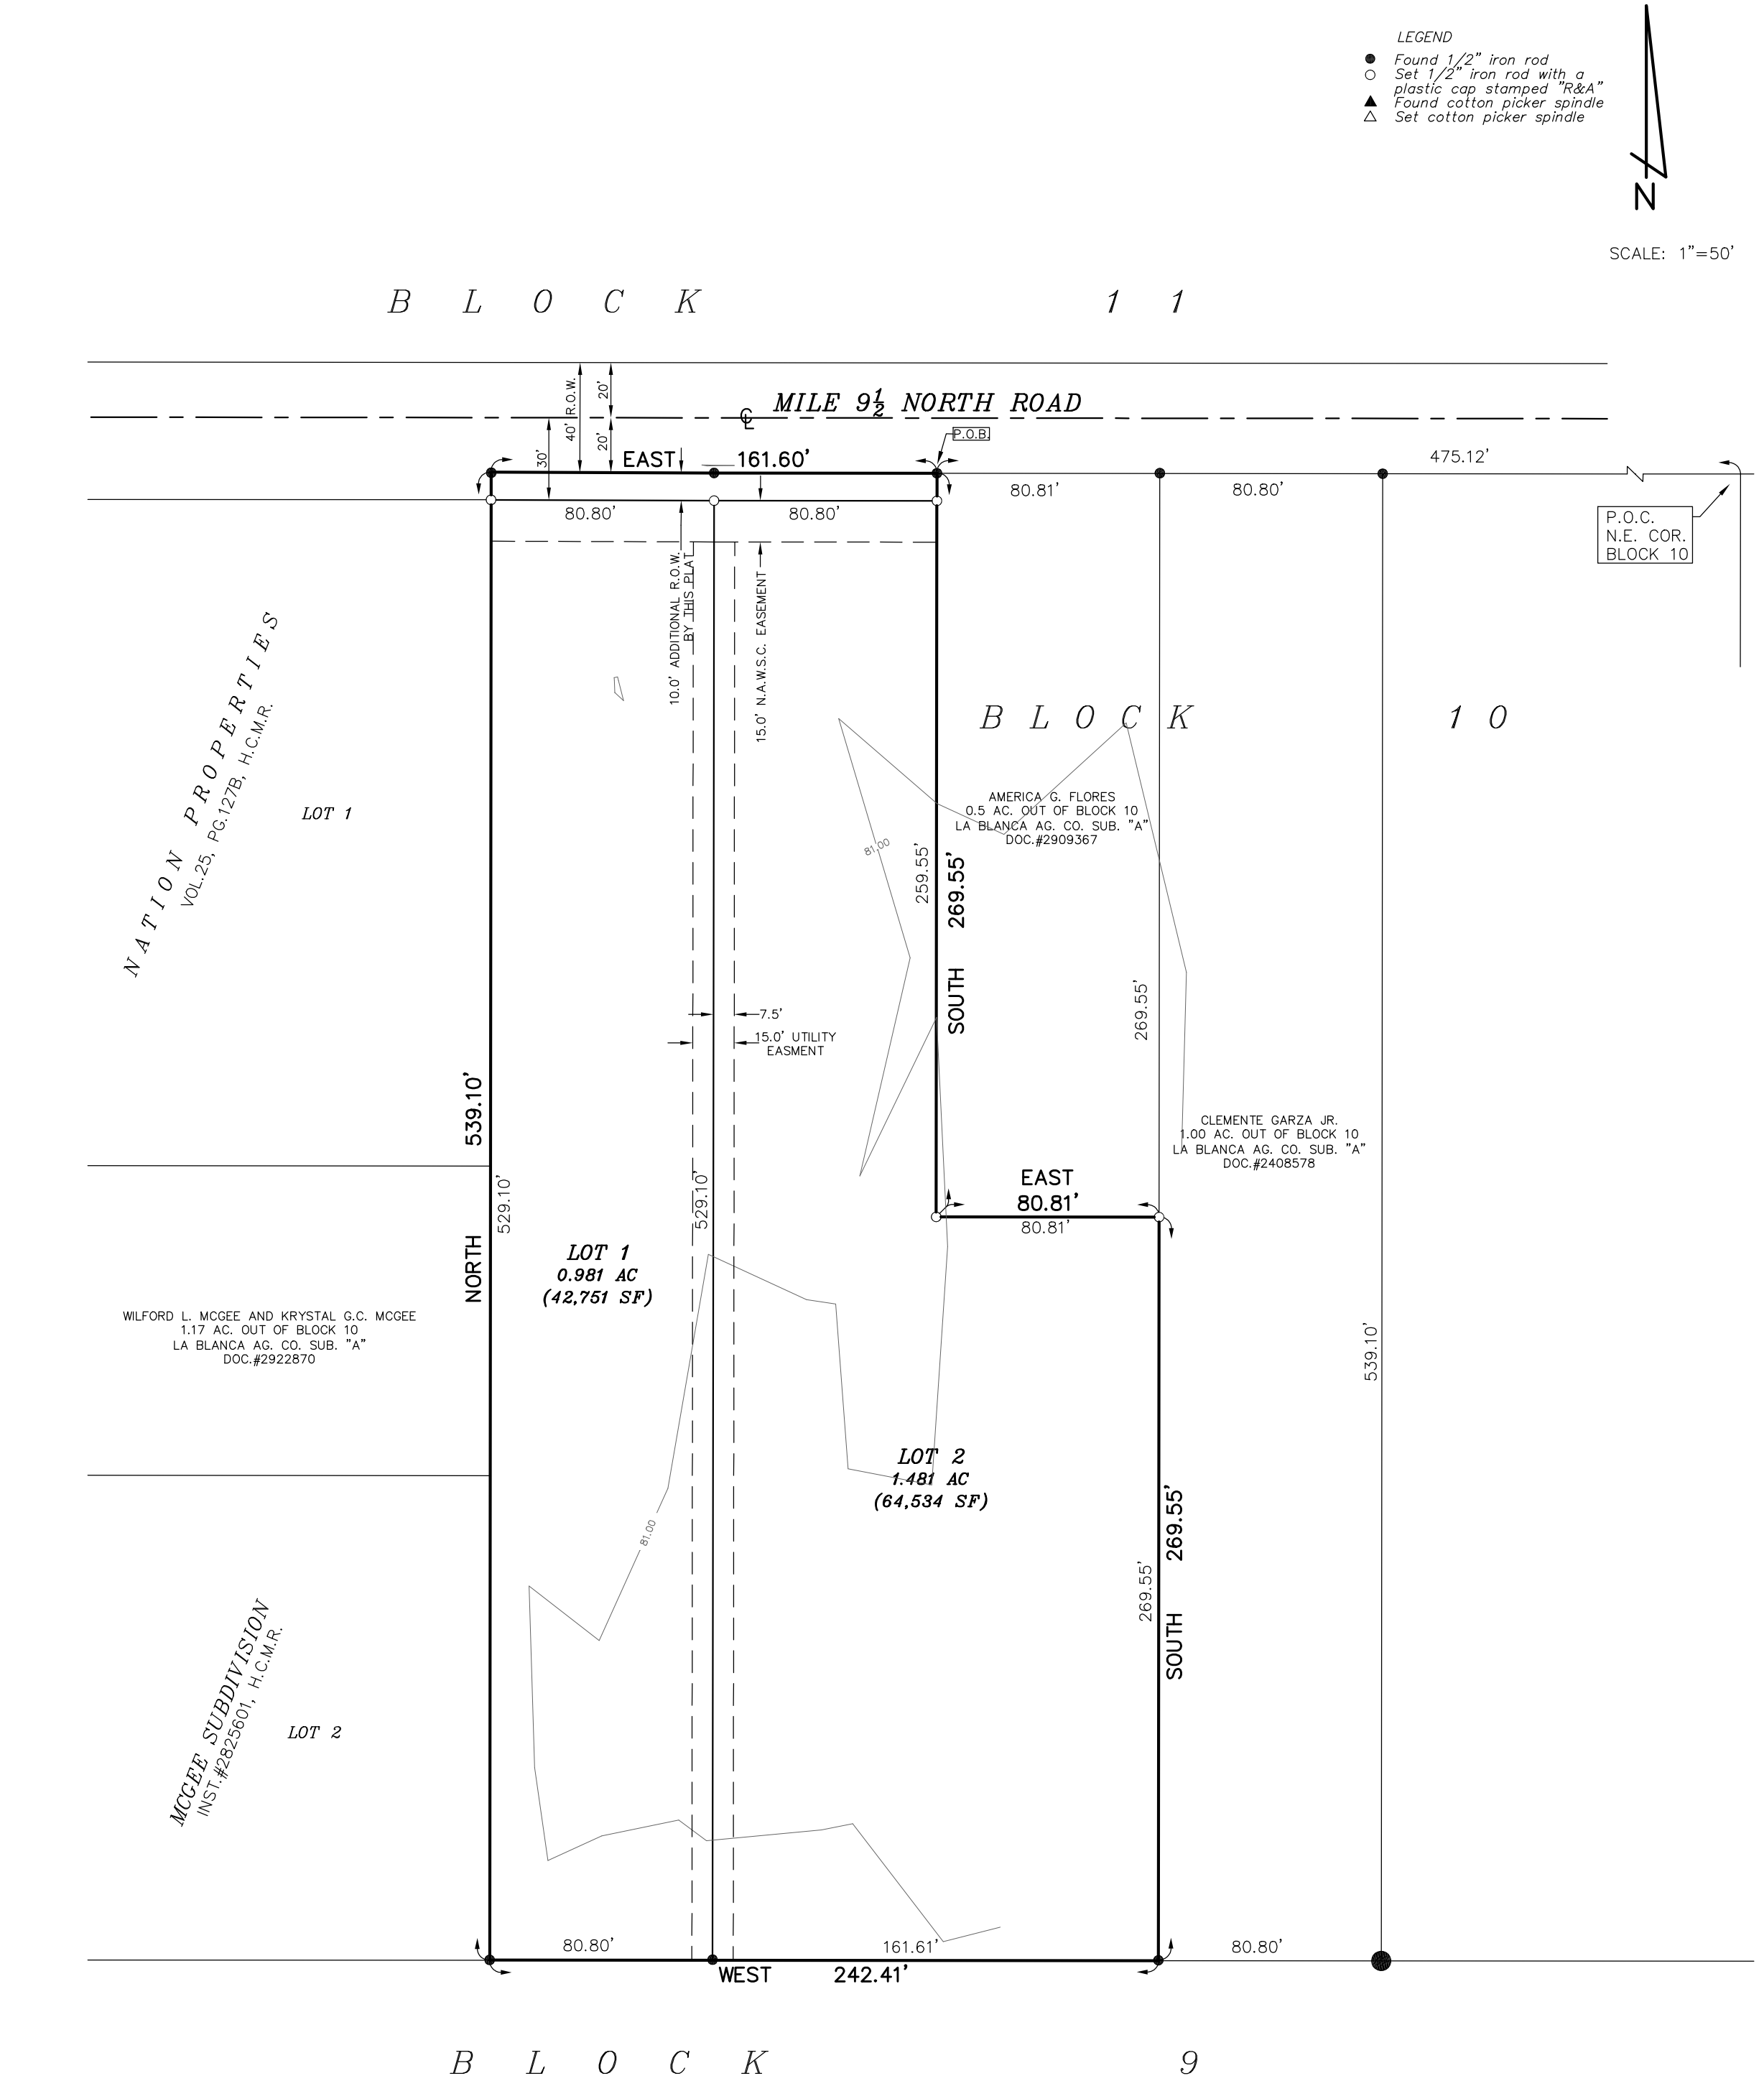 LEGEND
Found 1/2" iron rod
Set 1/2" iron rod with a
plastic cap stamped "R&A"
Found cotton picker spindle
Set cotton picker spindle
N
SCALE: 1"=50'
BLOCK 11
40' R.O.W.
20'
20'
30'
℄
MILE 9½ NORTH ROAD
P.O.B.
EAST 161.60'
475.12'
80.81'
80.80'
80.80'
80.80'
P.O.C.
N.E. COR.
BLOCK 10
10.0' ADDITIONAL R.O.W.
BY THIS PLAT
15.0' N.A.W.S.C. EASEMENT
NATION PROPERTIES
VOL.25, PG.127B, H.C.M.R.
LOT 1
BLOCK 10
AMERICA G. FLORES
0.5 AC. OUT OF BLOCK 10
LA BLANCA AG. CO. SUB. "A"
DOC.#2909367
81.00
259.55'
SOUTH 269.55'
269.55'
7.5'
15.0' UTILITY
EASMENT
NORTH 539.10'
529.10'
529.10'
CLEMENTE GARZA JR.
1.00 AC. OUT OF BLOCK 10
LA BLANCA AG. CO. SUB. "A"
DOC.#2408578
EAST
80.81'
80.81'
LOT 1
0.981 AC
(42,751 SF)
WILFORD L. MCGEE AND KRYSTAL G.C. MCGEE
1.17 AC. OUT OF BLOCK 10
LA BLANCA AG. CO. SUB. "A"
DOC.#2922870
539.10'
LOT 2
1.481 AC
(64,534 SF)
81.00
269.55'
SOUTH 269.55'
MCGEE SUBDIVISION
INST.#2825601, H.C.M.R.
LOT 2
80.80'
161.61'
80.80'
WEST 242.41'
BLOCK 9